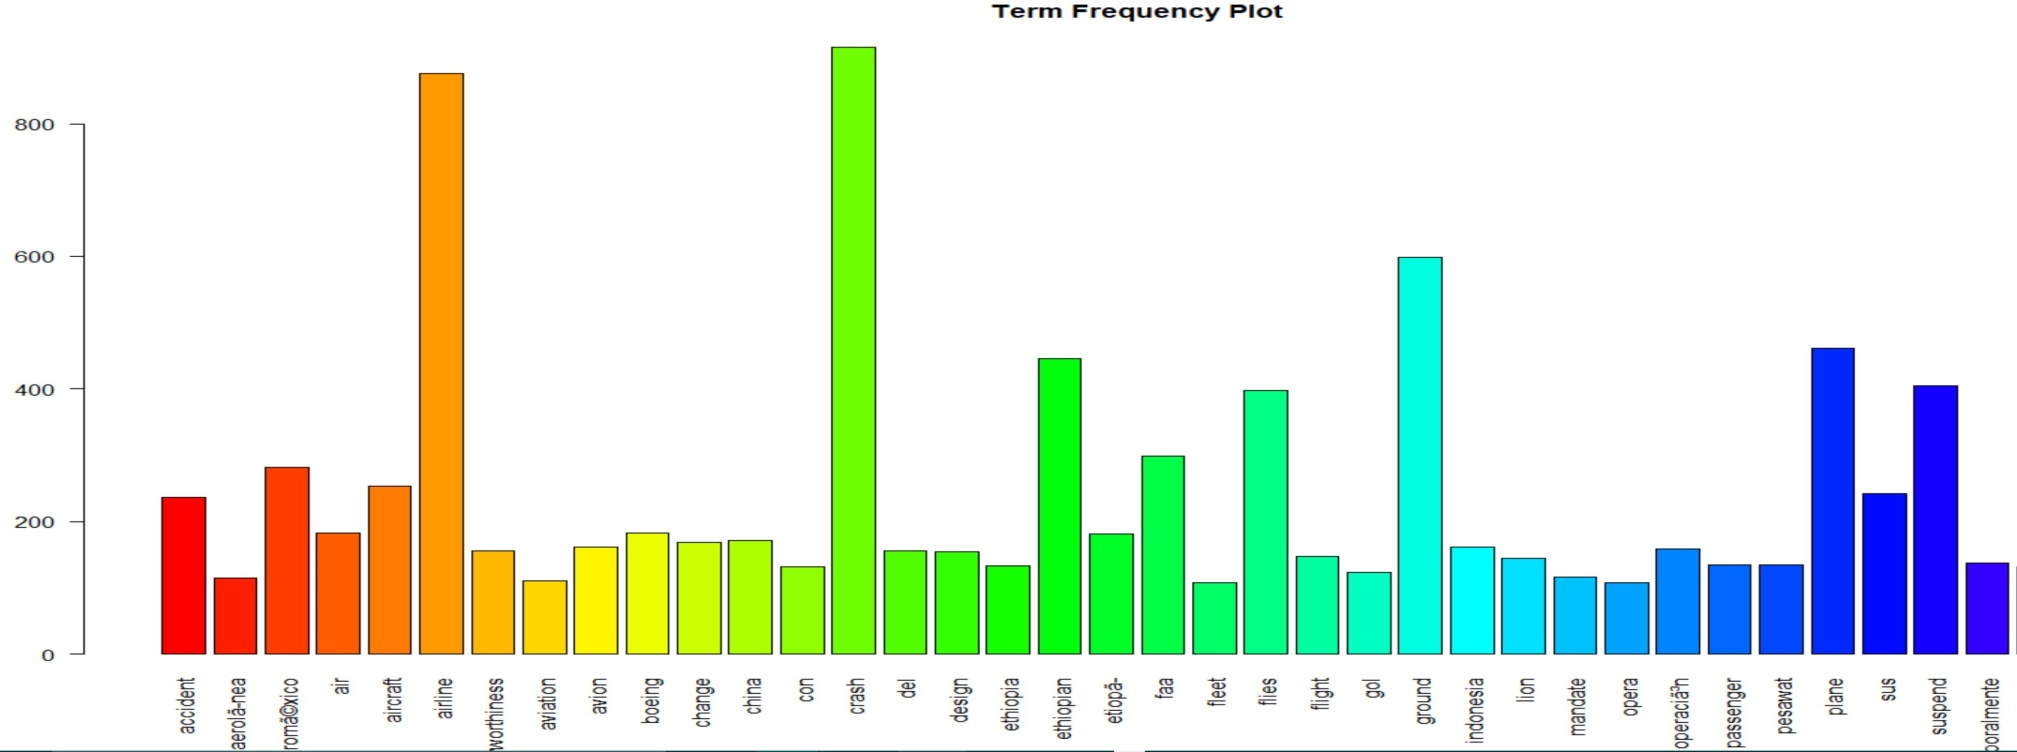 Term Frequency Plot
800
600
400
200
0
accident
aerolã-nea
romã©xico
air
aircraft
airline
worthiness
aviation
avion
boeing
change
china
con
crash
del
design
ethiopia
ethiopian
etiopã-
faa
fleet
flies
flight
gol
ground
indonesia
lion
mandate
opera
operaciã³n
passenger
pesawat
plane
sus
suspend
poralmente